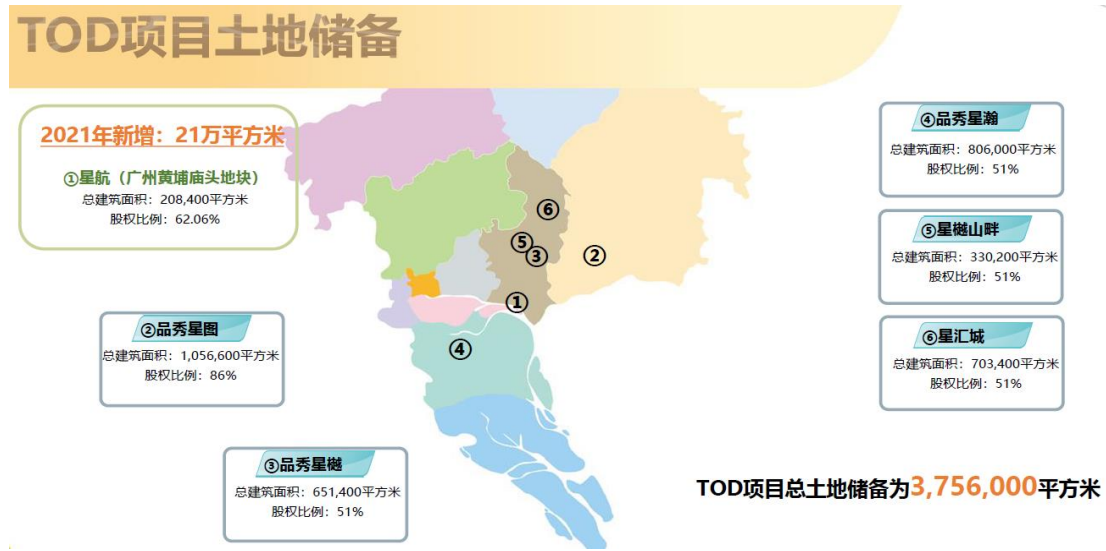 TOD项目土地储备
2021年新增：21万平方米
①星航（广州黄埔庙头地块）
总建筑面积：208,400平方米
股权比例：62.06%
②品秀星图
总建筑面积：1,056,600平方米
股权比例：86%
③品秀星樾
总建筑面积：651,400平方米
股权比例：51%
④品秀星瀚
总建筑面积：806,000平方米
股权比例：51%
⑤星樾山畔
总建筑面积：330,200平方米
股权比例：51%
⑥星汇城
总建筑面积：703,400平方米
股权比例：51%
⑥
⑤
③
②
①
④
TOD项目总土地储备为3,756,000平方米